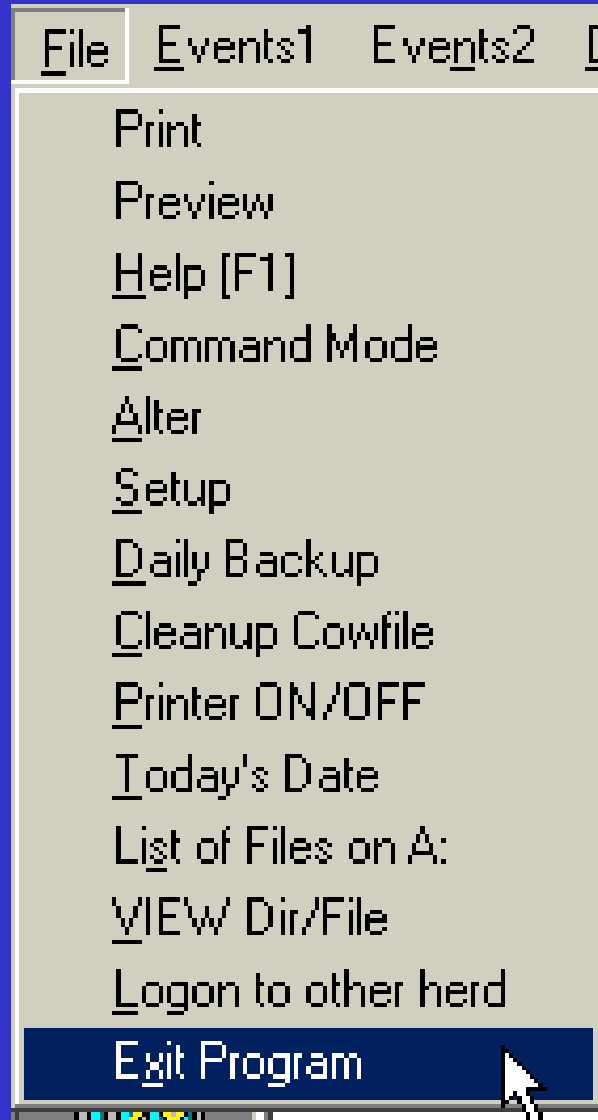 File Events1 Events2
Print
Preview
Help [F1]
Command Mode
Alter
Setup
Daily Backup
Cleanup Cowfile
Printer ON/OFF
Today's Date
List of Files on A:
VIEW Dir/File
Logon to other herd
Exit Program